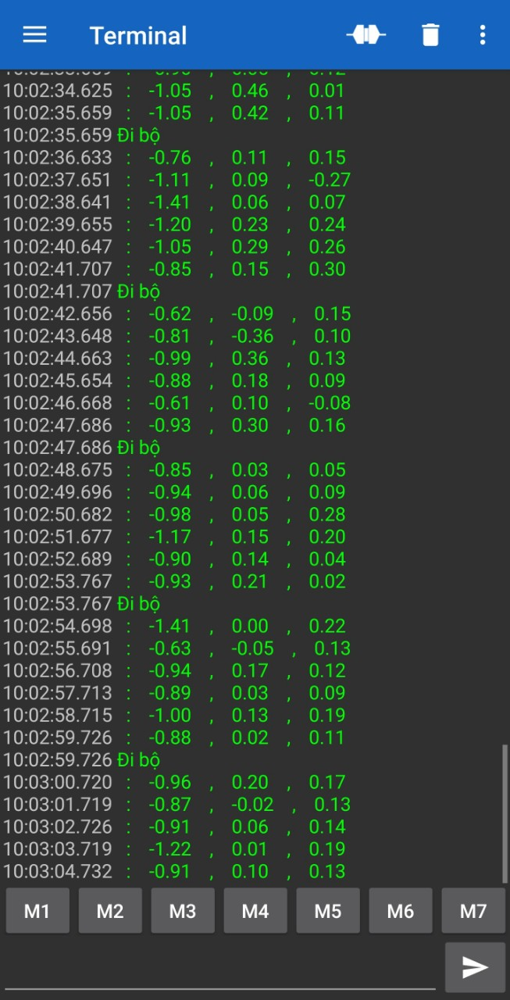 Terminal
10:02:34.625 : -1.05 , 0.46 , 0.01
10:02:35.659 : -1.05 , 0.42 , 0.11
10:02:35.659 Đi bộ
10:02:36.633 : -0.76 , 0.11 , 0.15
10:02:37.651 : -1.11 , 0.09 , -0.27
10:02:38.641 : -1.41 , 0.06 , 0.07
10:02:39.655 : -1.20 , 0.23 , 0.24
10:02:40.647 : -1.05 , 0.29 , 0.26
10:02:41.707 : -0.85 , 0.15 , 0.30
10:02:41.707 Đi bộ
10:02:42.656 : -0.62 , -0.09 , 0.15
10:02:43.648 : -0.81 , -0.36 , 0.10
10:02:44.663 : -0.99 , 0.36 , 0.13
10:02:45.654 : -0.88 , 0.18 , 0.09
10:02:46.668 : -0.61 , 0.10 , -0.08
10:02:47.686 : -0.93 , 0.30 , 0.16
10:02:47.686 Đi bộ
10:02:48.675 : -0.85 , 0.03 , 0.05
10:02:49.696 : -0.94 , 0.06 , 0.09
10:02:50.682 : -0.98 , 0.05 , 0.28
10:02:51.677 : -1.17 , 0.15 , 0.20
10:02:52.689 : -0.90 , 0.14 , 0.04
10:02:53.767 : -0.93 , 0.21 , 0.02
10:02:53.767 Đi bộ
10:02:54.698 : -1.41 , 0.00 , 0.22
10:02:55.691 : -0.63 , -0.05 , 0.13
10:02:56.708 : -0.94 , 0.17 , 0.12
10:02:57.713 : -0.89 , 0.03 , 0.09
10:02:58.715 : -1.00 , 0.13 , 0.19
10:02:59.726 : -0.88 , 0.02 , 0.11
10:02:59.726 Đi bộ
10:03:00.720 : -0.96 , 0.20 , 0.17
10:03:01.719 : -0.87 , -0.02 , 0.13
10:03:02.726 : -0.91 , 0.06 , 0.14
10:03:03.719 : -1.22 , 0.01 , 0.19
10:03:04.732 : -0.91 , 0.10 , 0.13
M1 M2 M3 M4 M5 M6 M7